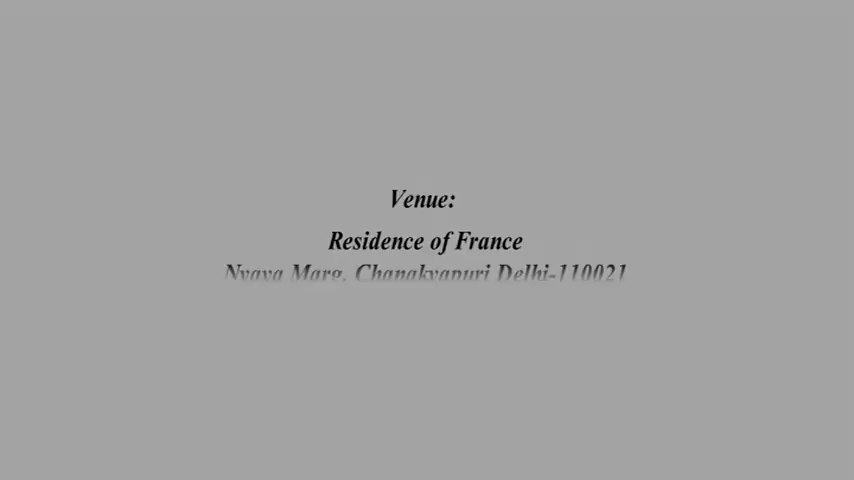 Venue:
Residence of France
Nyaya Marg, Chanakyapuri Delhi-110021